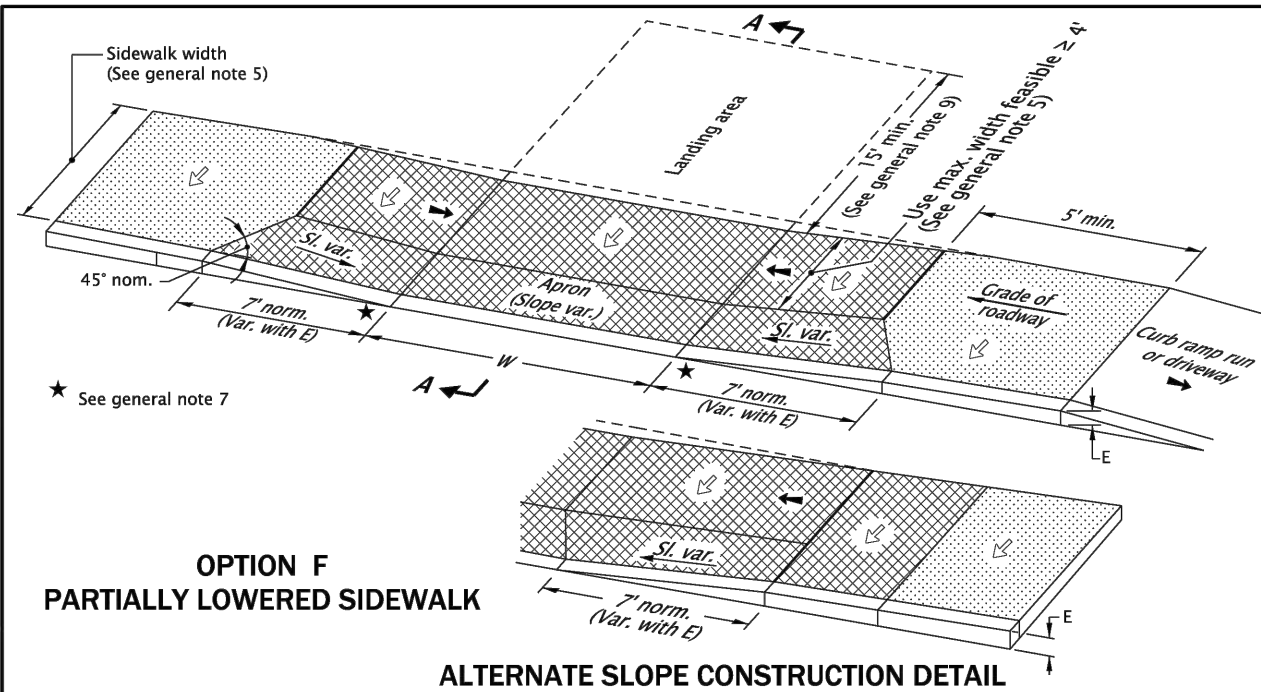 Sidewalk width
(See general note 5)
A
Landing area
15' min.
(See general note 9)
Use max. width feasible ≥ 4'
(See general note 5)
5' min.
45° nom.
Sl. var.
Apron
(Slope var.)
Sl. var.
Grade of
roadway
Curb ramp run
or driveway
7' norm.
(Var. with E)
W
A
7' norm.
(Var. with E)
E
★ See general note 7
Sl. var.
7' norm.
(Var. with E)
E
OPTION F
PARTIALLY LOWERED SIDEWALK
ALTERNATE SLOPE CONSTRUCTION DETAIL